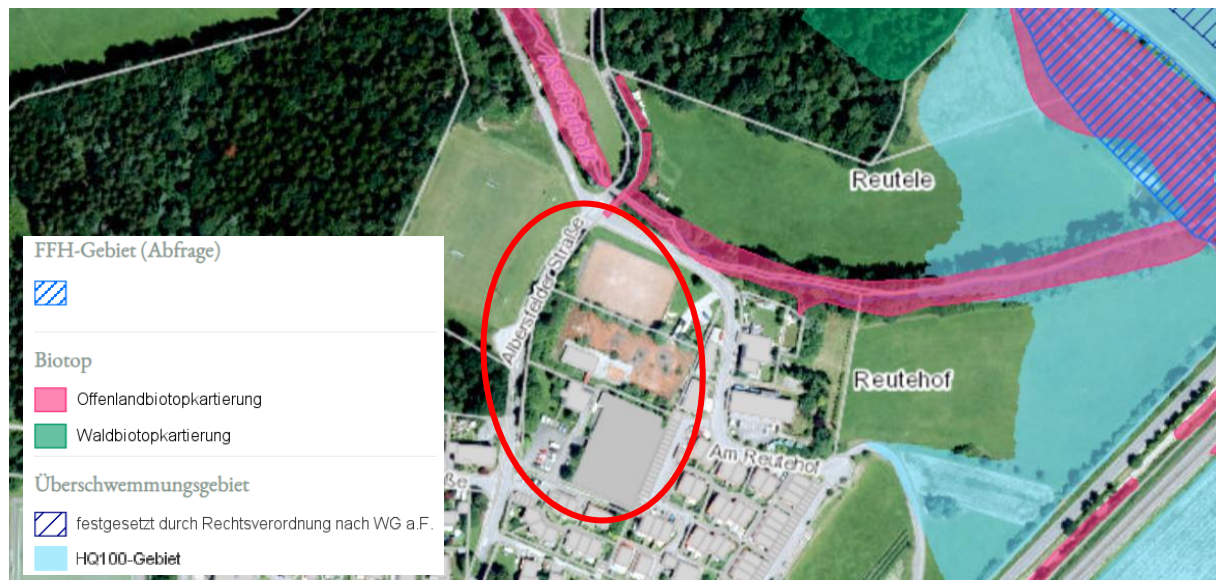 Reutele
Albersfelder Straße
FFH-Gebiet (Abfrage)
Biotop
Offenlandbiotopkartierung
Waldbiotopkartierung
Überschwemmungsgebiet
festgesetzt durch Rechtsverordnung nach WG a.F.
HQ100-Gebiet
Reutehof
Am Reutehof
ße